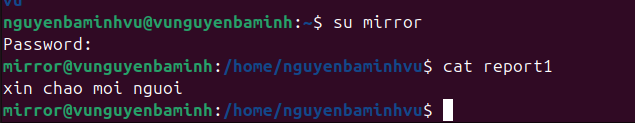 vu
nguyenbaminhvu@vunguyenbaminh:~$ su mirror
Password:
mirror@vunguyenbaminh:/home/nguyenbaminhvu$ cat report1
xin chao moi nguoi
mirror@vunguyenbaminh:/home/nguyenbaminhvu$